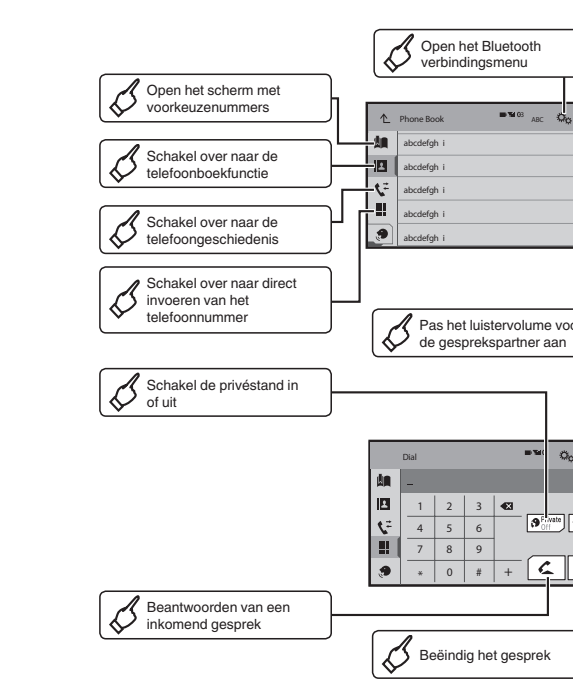 Open het Bluetooth
verbindingsmenu
Open het scherm met
voorkeuzenummers
Schakel over naar de
telefoonboekfunctie
Schakel over naar de
telefoongeschiedenis
Schakel over naar direct
invoeren van het
telefoonnummer
Phone Book
ABC
abcdefgh i
abcdefgh i
abcdefgh i
abcdefgh i
abcdefgh i
Pas het luistervolume voo
de gesprekspartner aan
Schakel de privéstand in
of uit
Dial
_
1 2 3
4 5 6
7 8 9
* 0 # +
Private
Off
Beantwoorden van een
inkomend gesprek
Beëindig het gesprek